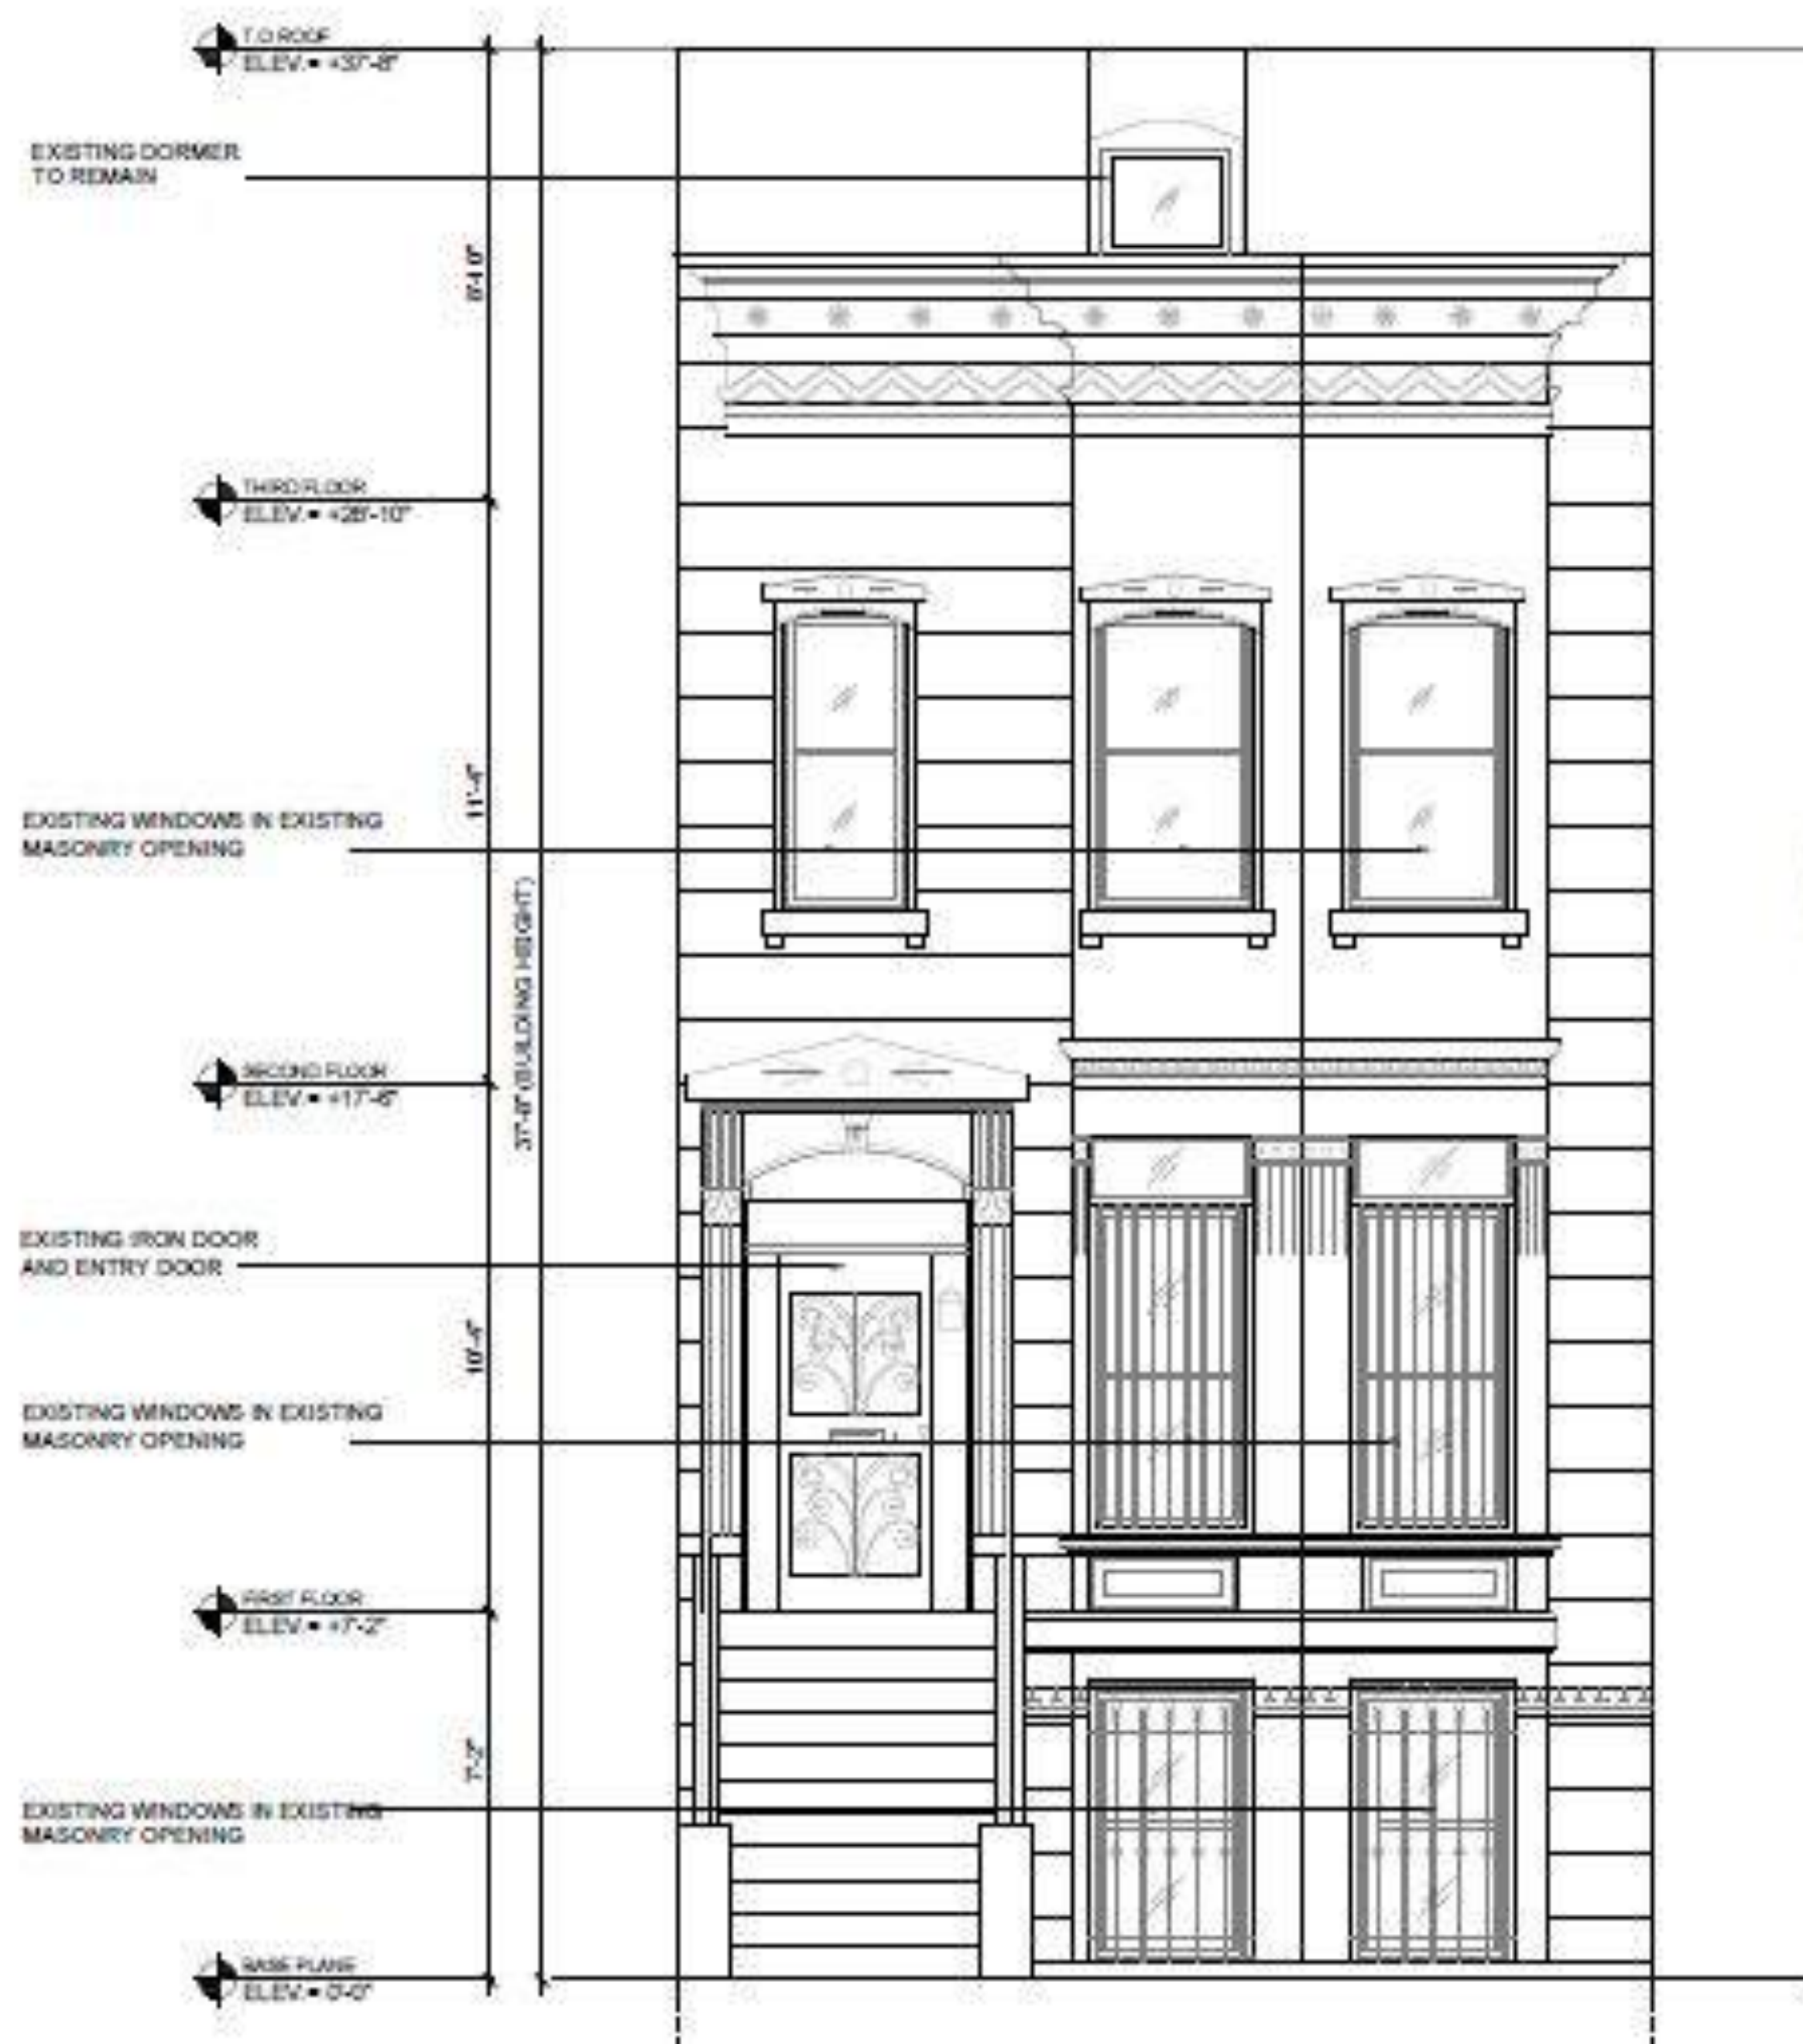 T.O ROOF
ELEV.= +37'-8"
EXISTING DORMER
TO REMAIN
8'-10"
THIRD FLOOR
ELEV.= +28'-10"
11'-4"
EXISTING WINDOWS IN EXISTING
MASONRY OPENING
37'-8" (BUILDING HEIGHT)
SECOND FLOOR
ELEV.= +17'-6"
EXISTING IRON DOOR
AND ENTRY DOOR
10'-4"
EXISTING WINDOWS IN EXISTING
MASONRY OPENING
FIRST FLOOR
ELEV.= +7'-2"
7'-2"
EXISTING WINDOWS IN EXISTING
MASONRY OPENING
BASE PLANE
ELEV.= 0'-0"